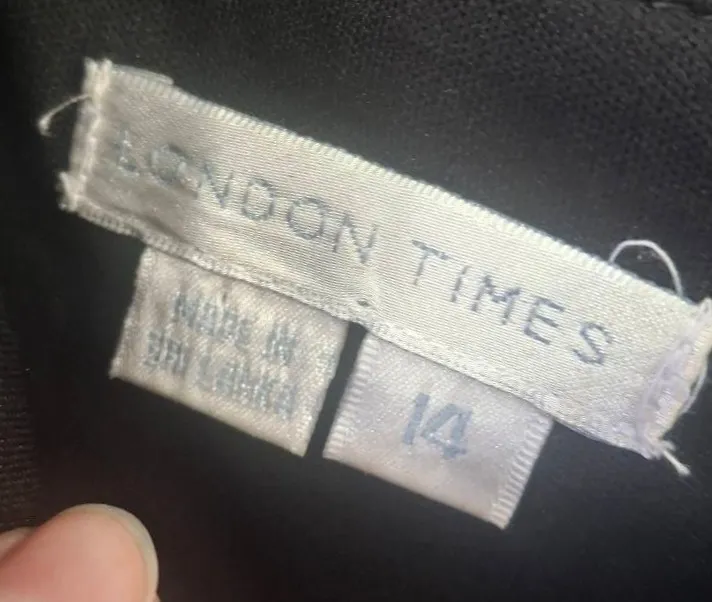 LONDON TIMES
MADE IN
SRI LANKA
14